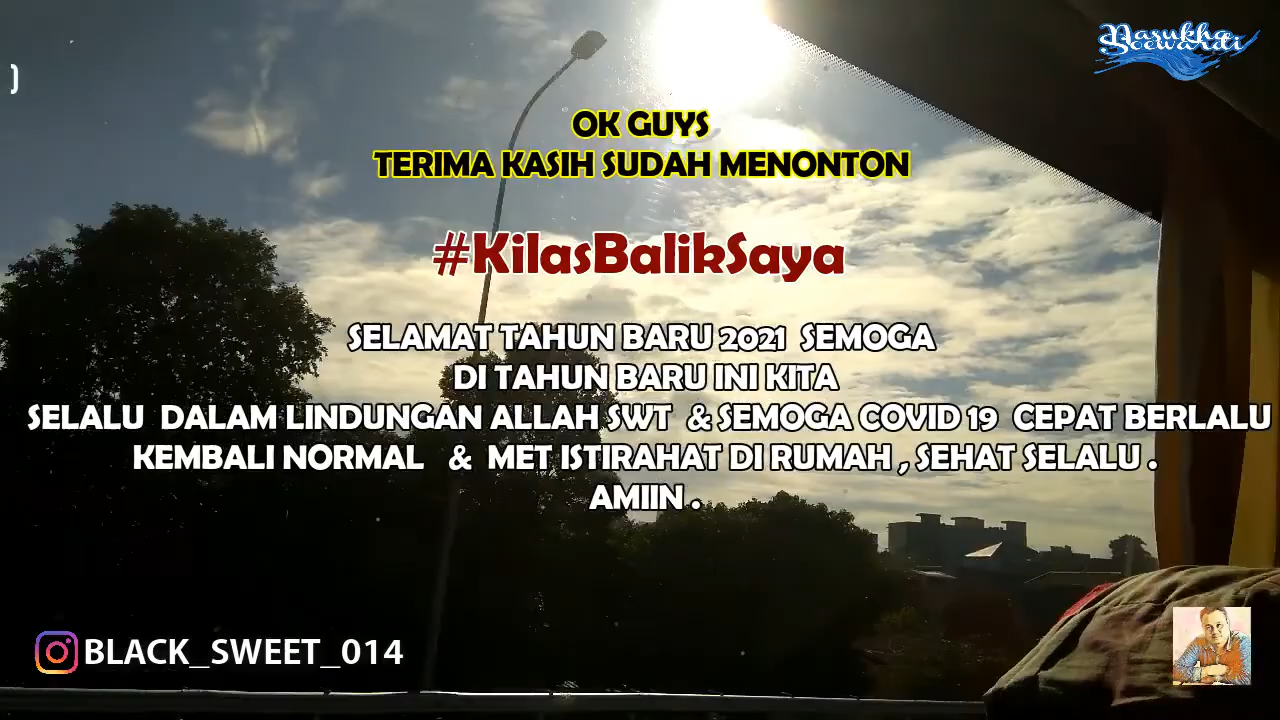 )
OK GUYS
TERIMA KASIH SUDAH MENONTON
#KilasBalikSaya
SELAMAT TAHUN BARU 2021 SEMOGA
DI TAHUN BARU INI KITA
SELALU DALAM LINDUNGAN ALLAH SWT & SEMOGA COVID 19 CEPAT BERLALU
KEMBALI NORMAL & MET ISTIRAHAT DI RUMAH , SEHAT SELALU .
AMIIN .
BLACK_SWEET_014